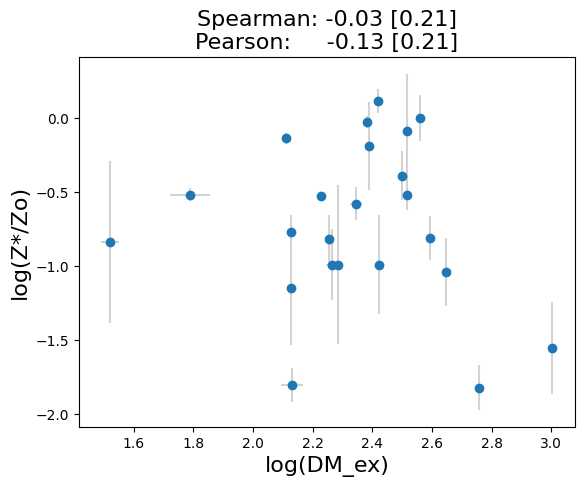 Spearman: -0.03 [0.21]
Pearson: -0.13 [0.21]
log(Z*/Zo)
0.0
−0.5
−1.0
−1.5
−2.0
1.6 1.8 2.0 2.2 2.4 2.6 2.8 3.0
log(DM_ex)